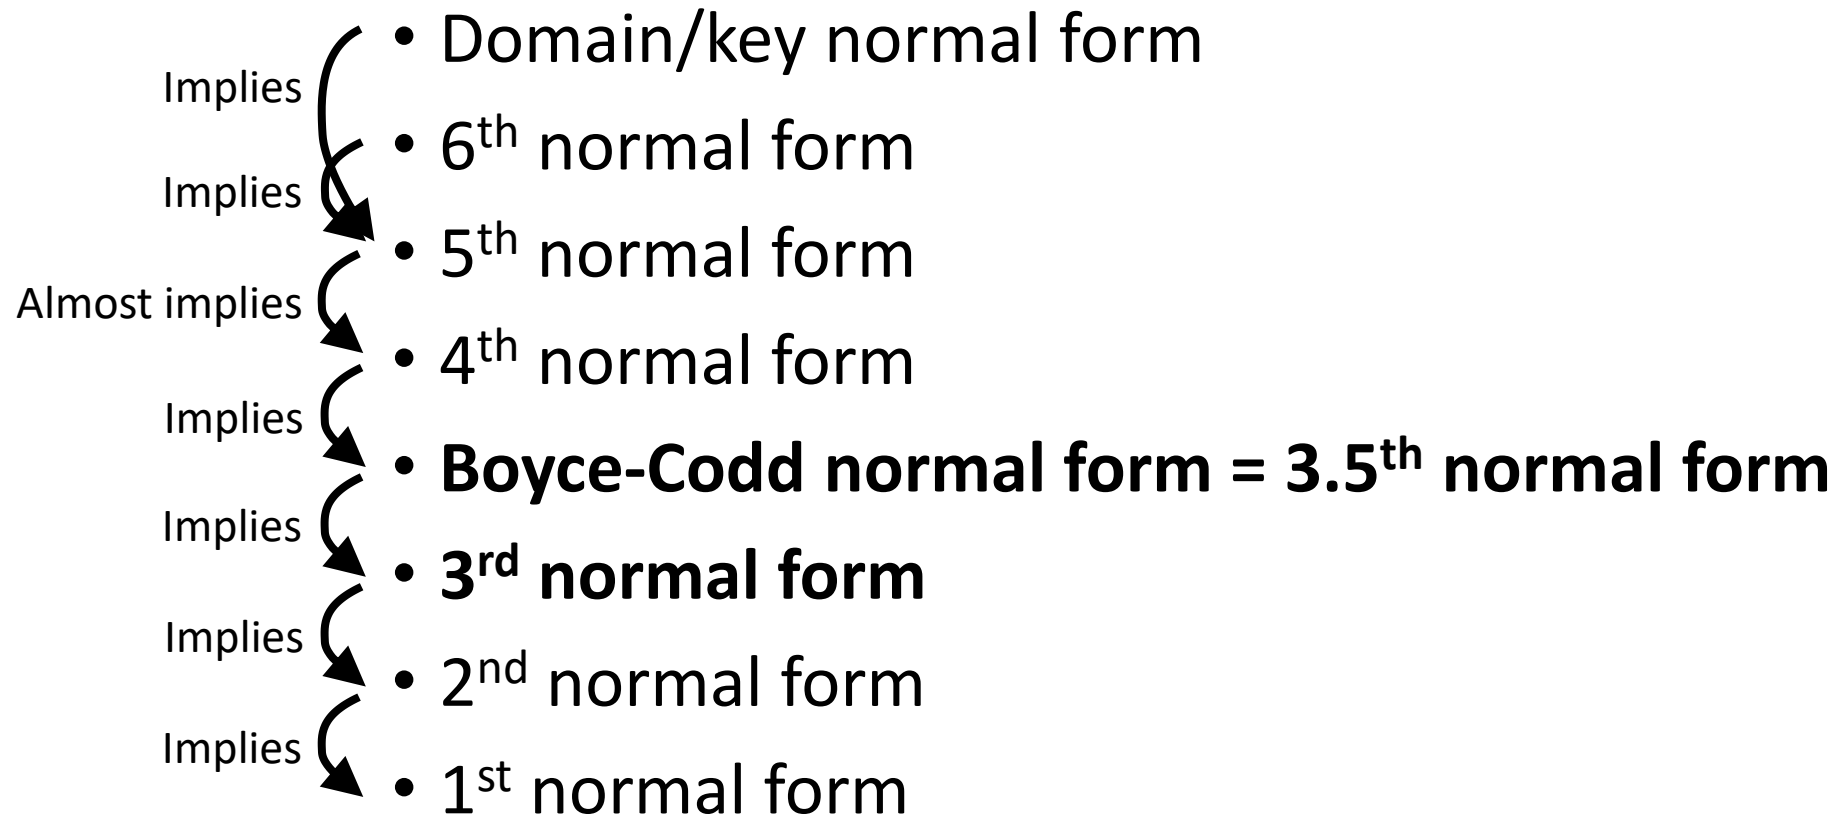 • Domain/key normal form
Implies
• 6th normal form
Implies
• 5th normal form
Almost implies
• 4th normal form
Implies
• Boyce-Codd normal form = 3.5th normal form
Implies
• 3rd normal form
Implies
• 2nd normal form
Implies
• 1st normal form